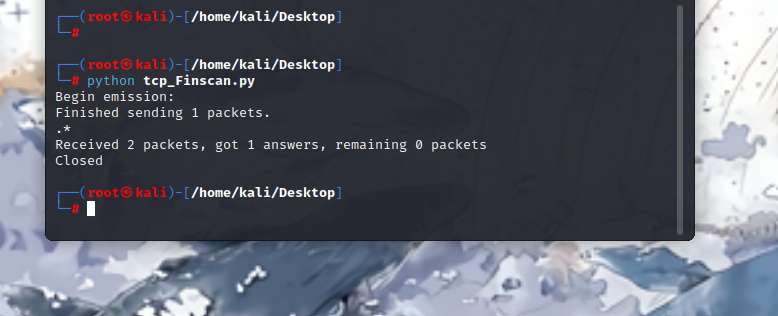 ┌──(root㉿kali)-[/home/kali/Desktop]
└─#
┌──(root㉿kali)-[/home/kali/Desktop]
└─# python tcp_Finscan.py
Begin emission:
Finished sending 1 packets.
.*
Received 2 packets, got 1 answers, remaining 0 packets
Closed
┌──(root㉿kali)-[/home/kali/Desktop]
└─#